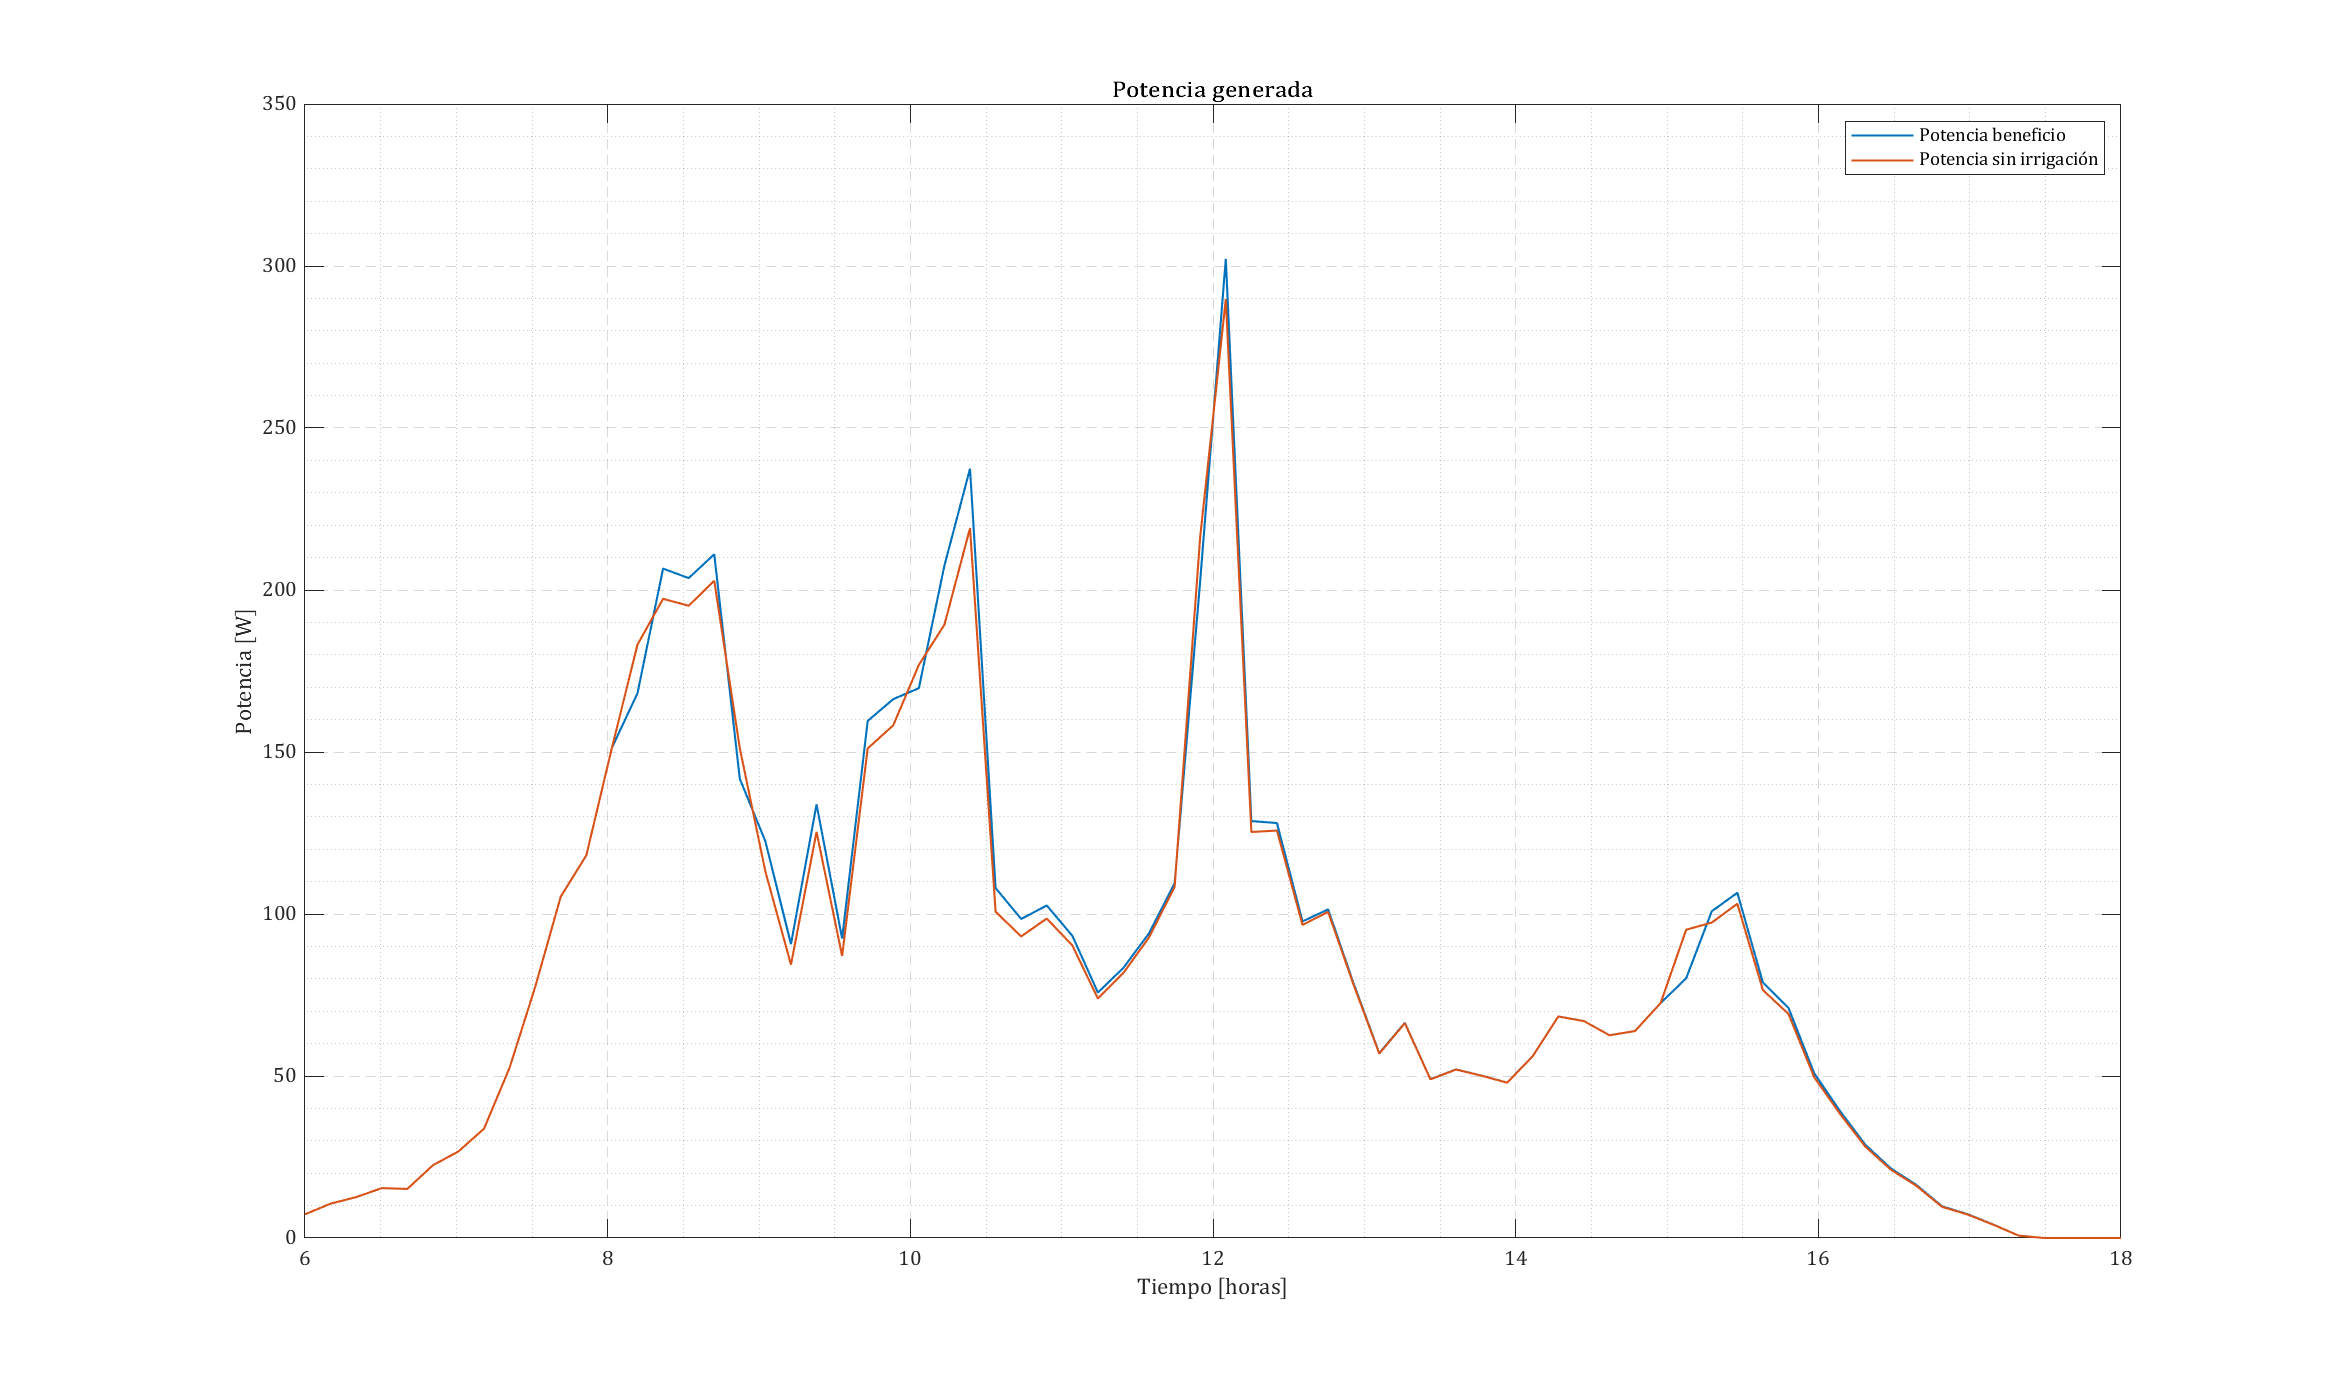 Potencia generada
350
Potencia beneficio
Potencia sin irrigación
300
250
200
Potencia [W]
150
100
50
0
6 8 10 12 14 16 18
Tiempo [horas]